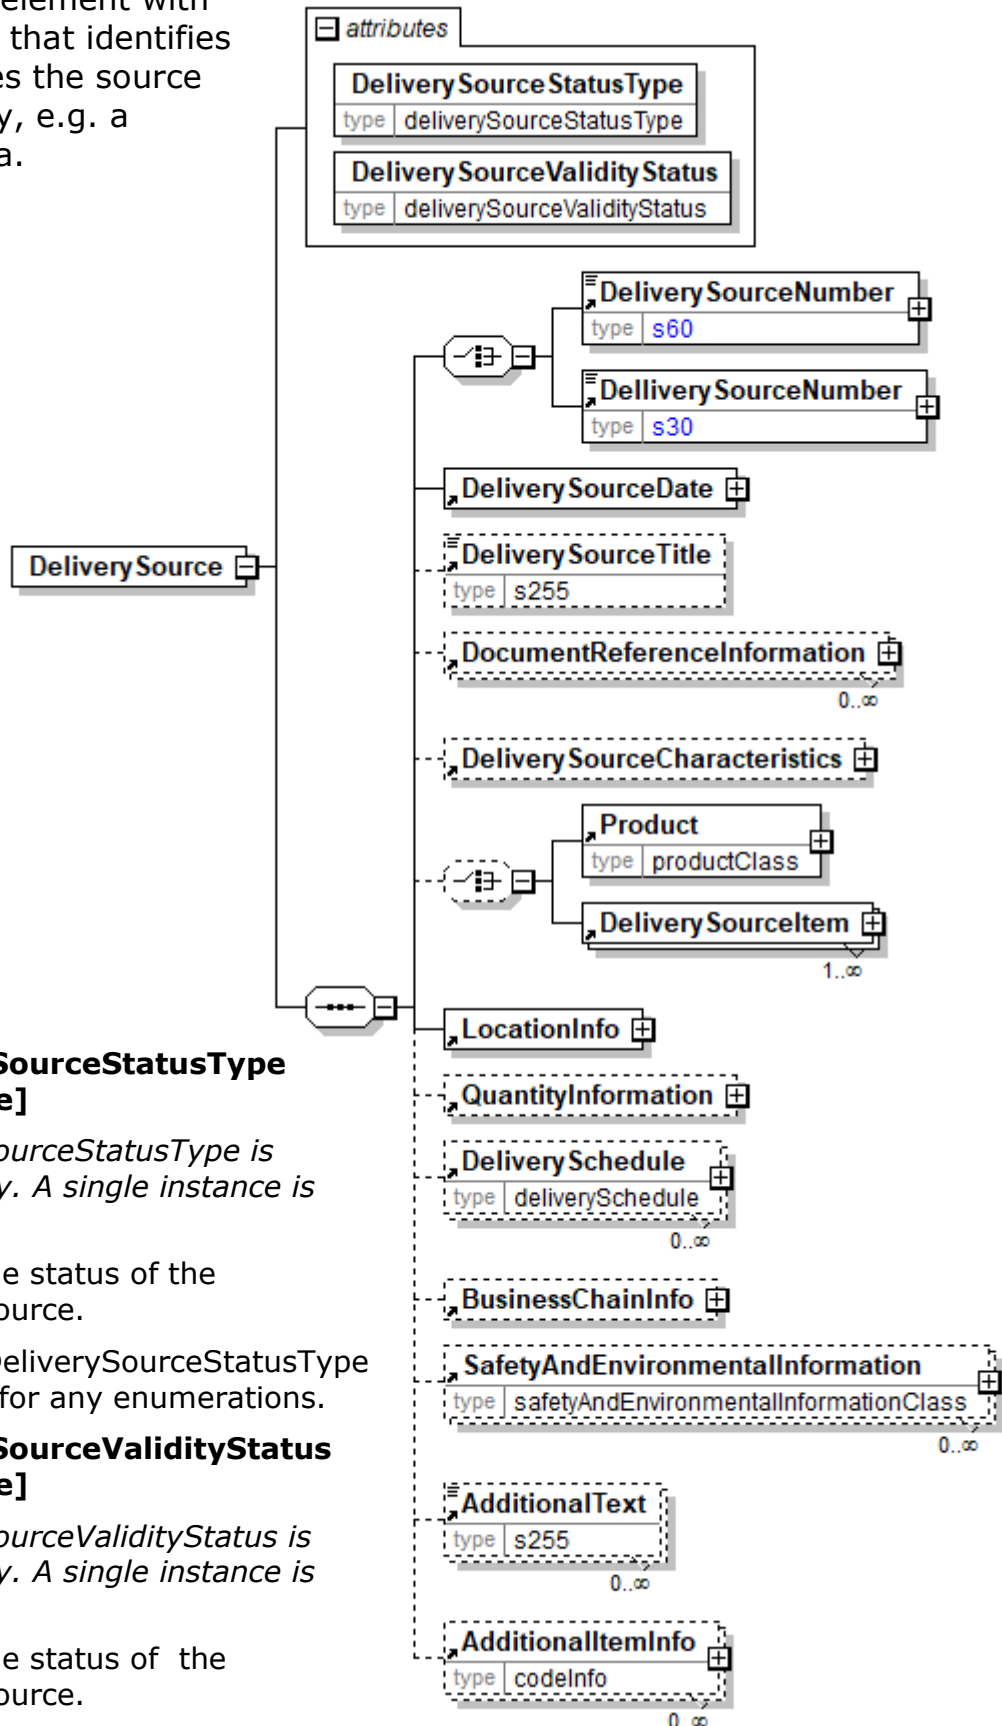 element with
that identifies
es the source
y, e.g. a
a.
attributes
DeliverySourceStatusType
type deliverySourceStatusType
DeliverySourceValidityStatus
type deliverySourceValidityStatus
DeliverySourceNumber
type s60
DelliverySourceNumber
type s30
DeliverySourceDate
DeliverySource
DeliverySourceTitle
type s255
DocumentReferenceInformation
0..∞
DeliverySourceCharacteristics
Product
type productClass
DeliverySourceItem
1..∞
LocationInfo
QuantityInformation
DeliverySchedule
type deliverySchedule
0..∞
BusinessChainInfo
SafetyAndEnvironmentalInformation
type safetyAndEnvironmentalInformationClass
0..∞
AdditionalText
type s255
0..∞
AdditionalItemInfo
type codeInfo
0..∞
SourceStatusType
e]
ourceStatusType is
y. A single instance is
e status of the
ource.
DeliverySourceStatusType
for any enumerations.
SourceValidityStatus
e]
ourceValidityStatus is
y. A single instance is
e status of  the
ource.